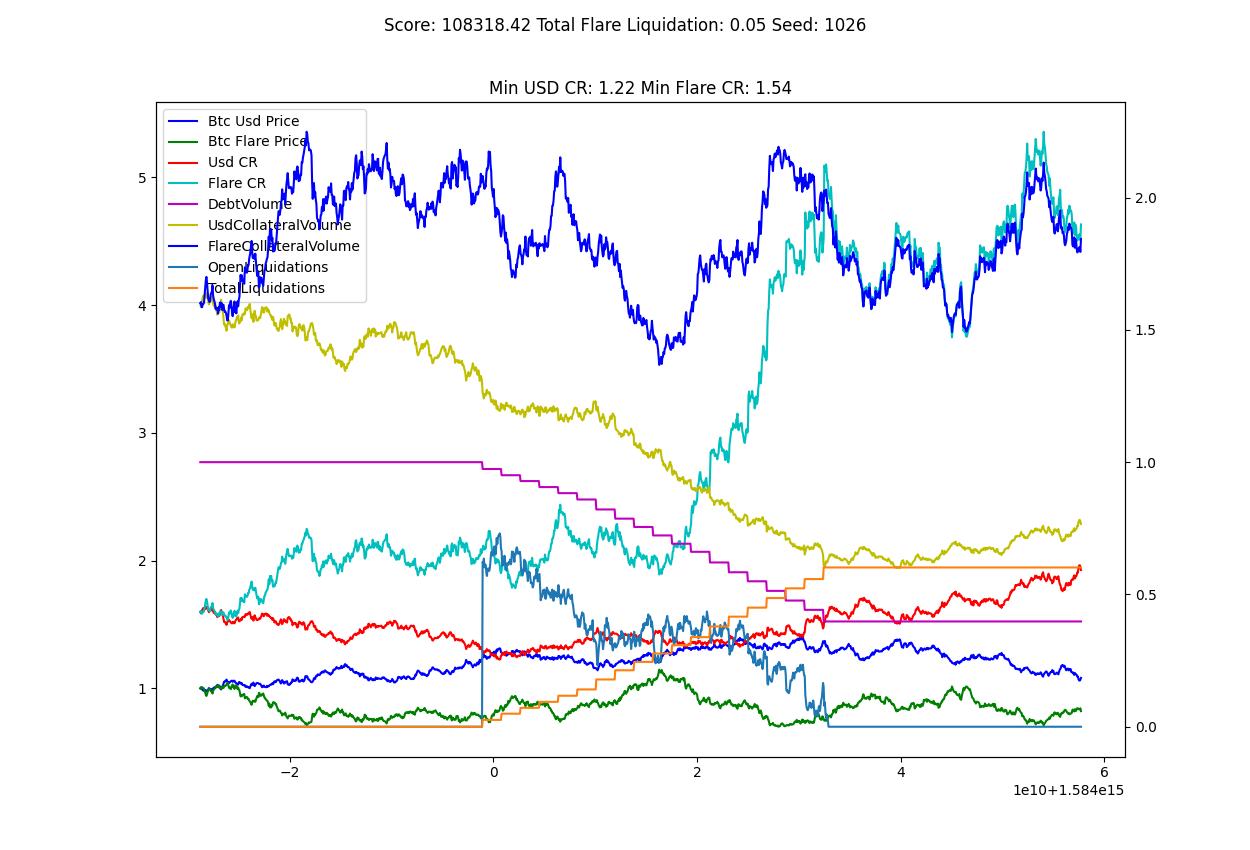 Score: 108318.42 Total Flare Liquidation: 0.05 Seed: 1026
Min USD CR: 1.22 Min Flare CR: 1.54
Btc Usd Price
Btc Flare Price
Usd CR
Flare CR
DebtVolume
UsdCollateralVolume
FlareCollateralVolume
OpenLiquidations
TotalLiquidations
5
4
3
2
1
2.0
1.5
1.0
0.5
0.0
−2
0
2
4
6
1e10+1.584e15